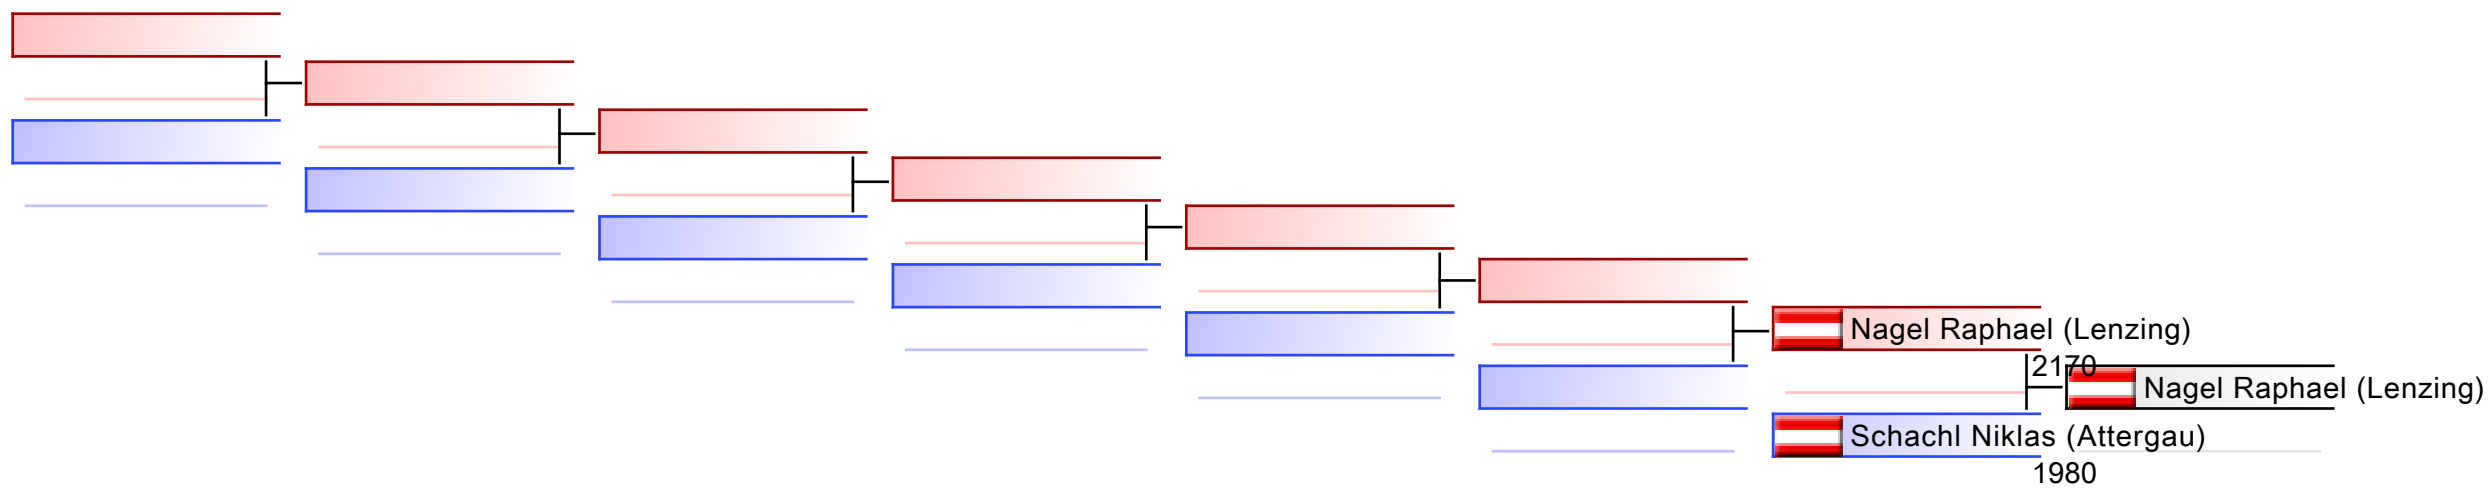 Nagel Raphael (Lenzing)
2170
Nagel Raphael (Lenzing)
Schachl Niklas (Attergau)
1980